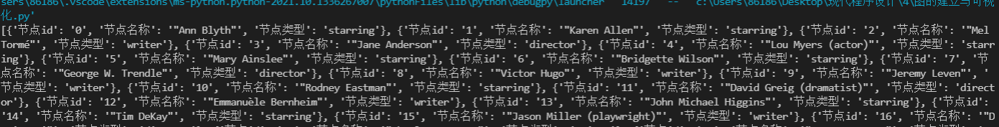 sers\86186\.vscode\extensions\ms-python.python-2021.10.1336267007\pythonFiles\lib\python\debugpy\launcher' '14197' '--' 'c:\Users\86186\Desktop\现代程序设计\4\图的建立与可视
化.py'
[{'节点id': '0', '节点名称': '"Ann Blyth"', '节点类型': 'starring'}, {'节点id': '1', '节点名称': '"Karen Allen"', '节点类型': 'starring'}, {'节点id': '2', '节点名称': '"Mel
Tormé"', '节点类型': 'writer'}, {'节点id': '3', '节点名称': '"Jane Anderson"', '节点类型': 'director'}, {'节点id': '4', '节点名称': '"Lou Myers (actor)"', '节点类型': 'starr
ing'}, {'节点id': '5', '节点名称': '"Mary Ainslee"', '节点类型': 'starring'}, {'节点id': '6', '节点名称': '"Bridgette Wilson"', '节点类型': 'starring'}, {'节点id': '7', '节
点名称': '"George W. Trendle"', '节点类型': 'director'}, {'节点id': '8', '节点名称': '"Victor Hugo"', '节点类型': 'writer'}, {'节点id': '9', '节点名称': '"Jeremy Leven"', '
节点类型': 'writer'}, {'节点id': '10', '节点名称': '"Rodney Eastman"', '节点类型': 'starring'}, {'节点id': '11', '节点名称': '"David Greig (dramatist)"', '节点类型': 'direct
or'}, {'节点id': '12', '节点名称': '"Emmanuèle Bernheim"', '节点类型': 'writer'}, {'节点id': '13', '节点名称': '"John Michael Higgins"', '节点类型': 'starring'}, {'节点id':
'14', '节点名称': '"Tim DeKay"', '节点类型': 'starring'}, {'节点id': '15', '节点名称': '"Jason Miller (playwright)"', '节点类型': 'writer'}, {'节点id': '16', '节点名称': '"D